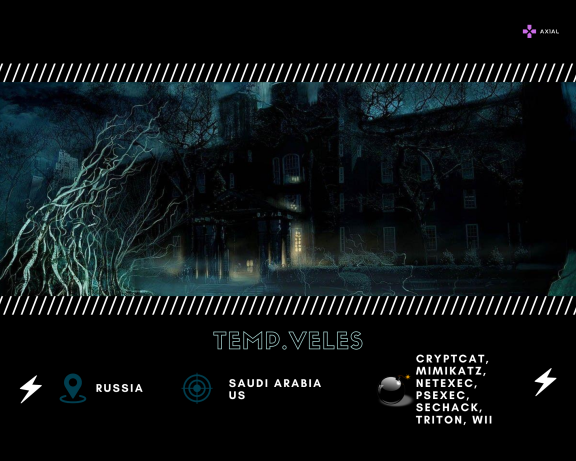 AXIAL
TEMP.VELES
RUSSIA
SAUDI ARABIA
US
CRYPTCAT,
MIMIKATZ,
NETEXEC,
PSEXEC,
SECHACK,
TRITON, WII